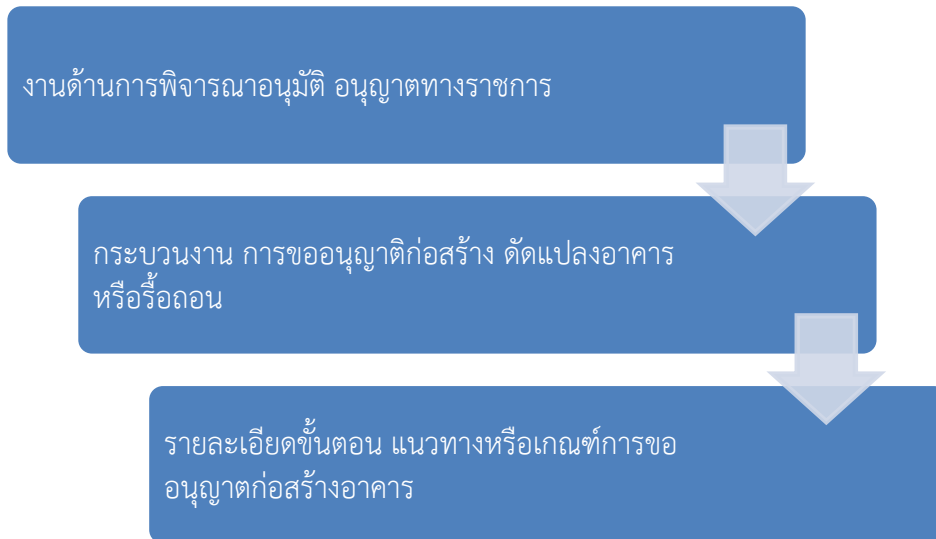 งานด้านการพิจารณาอนุมัติ อนุญาตทางราชการ
กระบวนงาน การขออนุญาติก่อสร้าง ดัดแปลงอาคาร
หรือรื้อถอน
รายละเอียดขั้นตอน แนวทางหรือเกณฑ์การขอ
อนุญาตก่อสร้างอาคาร